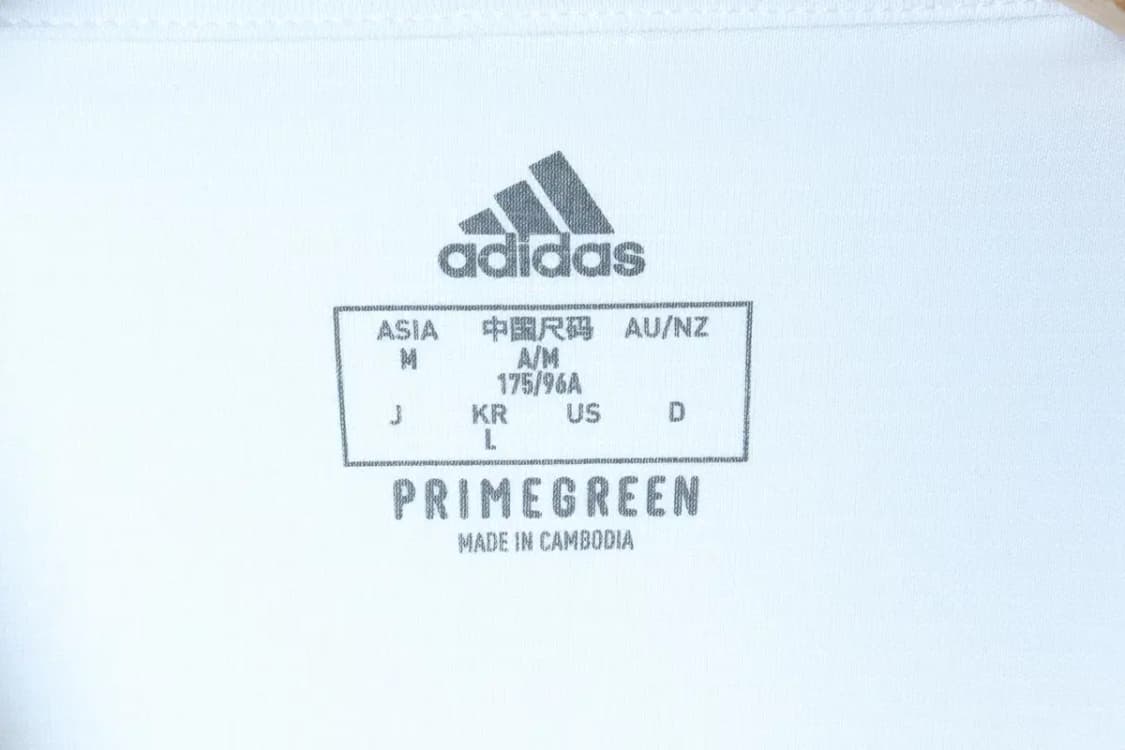 adidas
ASIA 中国尺码 AU/NZ
M A/M
175/96A
J KR US D
L
PRIMEGREEN
MADE IN CAMBODIA